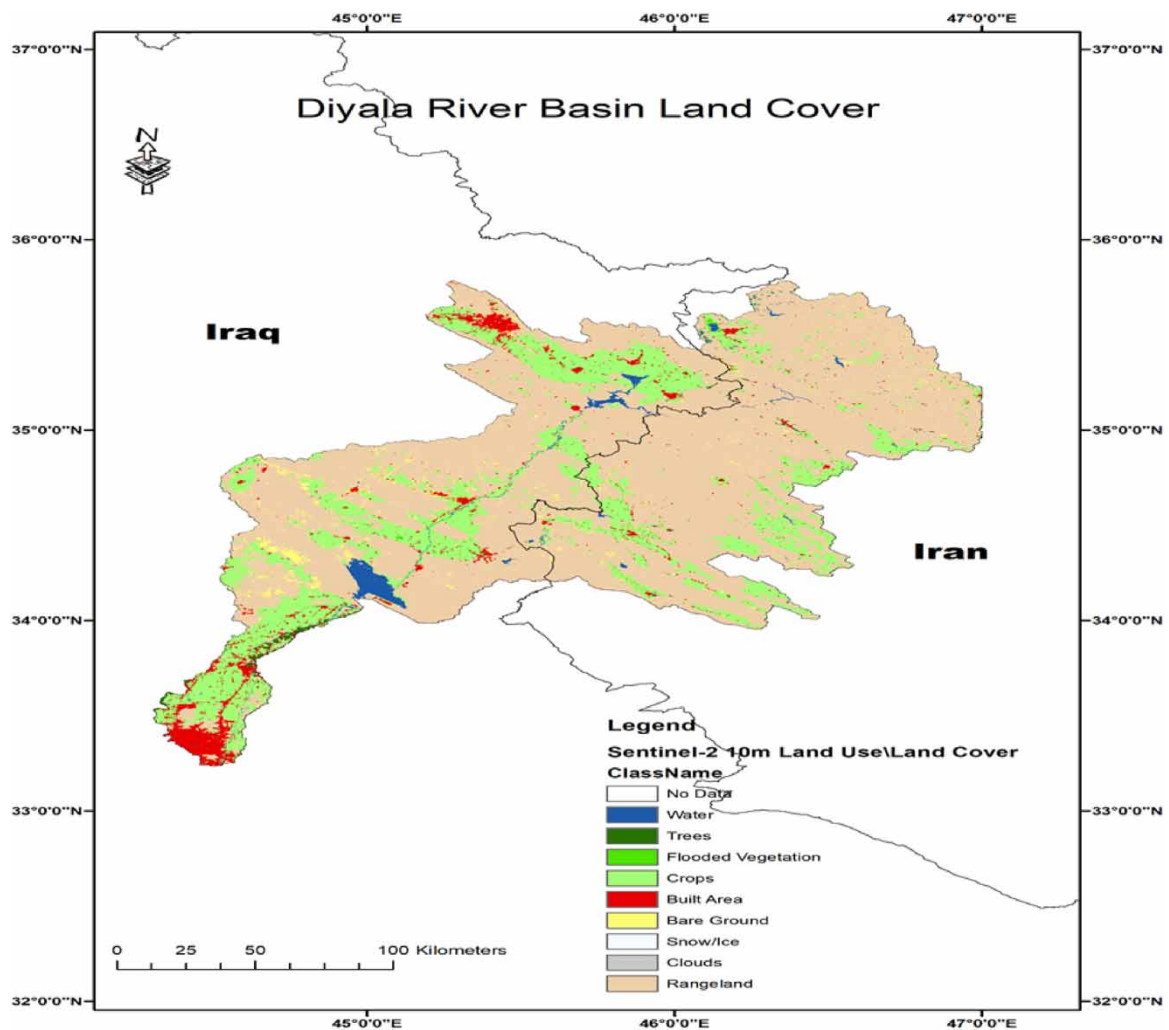 45°0'0"E 46°0'0"E 47°0'0"E
37°0'0"N 37°0'0"N
Diyala River Basin Land Cover
N
36°0'0"N 36°0'0"N
Iraq
35°0'0"N 35°0'0"N
Iran
34°0'0"N 34°0'0"N
Legend
Sentinel-2 10m Land Use\Land Cover
ClassName
No Data
33°0'0"N 33°0'0"N
Water
Trees
Flooded Vegetation
Crops
Built Area
Bare Ground
Snow/Ice
Clouds
Rangeland
0 25 50 100 Kilometers
32°0'0"N 32°0'0"N
45°0'0"E 46°0'0"E 47°0'0"E